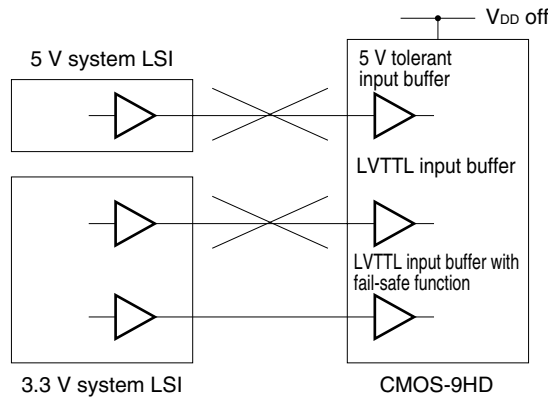 VDD off
5 V system LSI
5 V tolerant
input buffer
LVTTL input buffer
LVTTL input buffer with
fail-safe function
3.3 V system LSI
CMOS-9HD